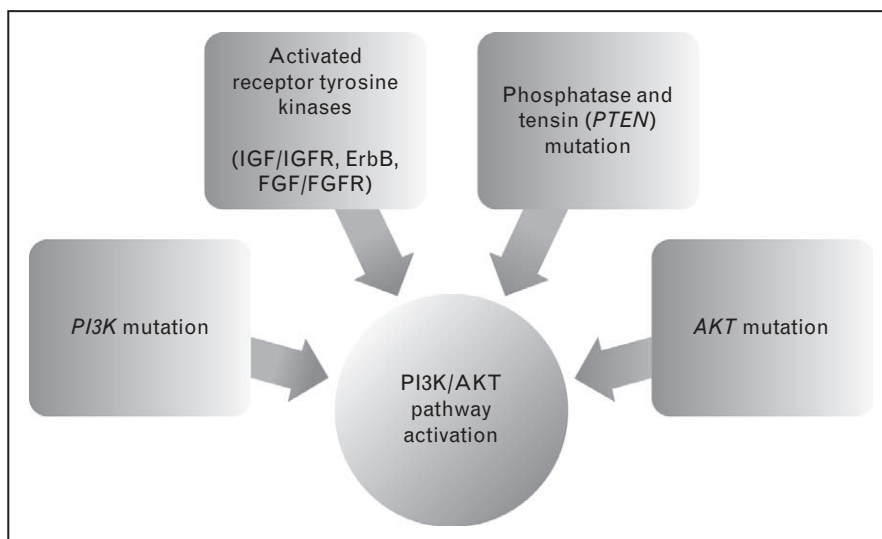 Activated
receptor tyrosine
kinases
(IGF/IGFR, ErbB,
FGF/FGFR)
Phosphatase and
tensin (PTEN)
mutation
PI3K mutation
AKT mutation
PI3K/AKT
pathway
activation